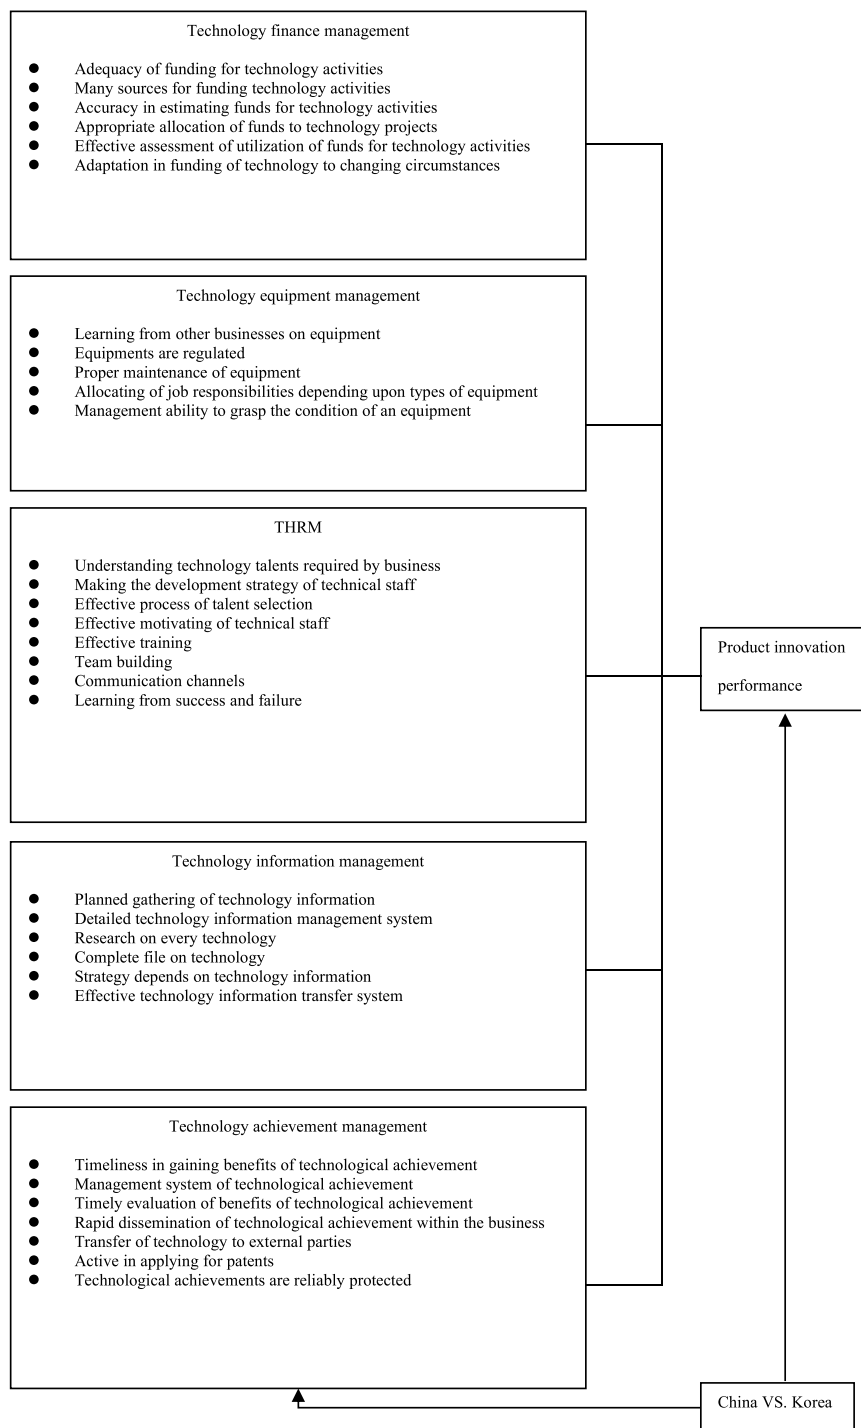 Technology finance management
● Adequacy of funding for technology activities
● Many sources for funding technology activities
● Accuracy in estimating funds for technology activities
● Appropriate allocation of funds to technology projects
● Effective assessment of utilization of funds for technology activities
● Adaptation in funding of technology to changing circumstances
Technology equipment management
● Learning from other businesses on equipment
● Equipments are regulated
● Proper maintenance of equipment
● Allocating of job responsibilities depending upon types of equipment
● Management ability to grasp the condition of an equipment
THRM
● Understanding technology talents required by business
● Making the development strategy of technical staff
● Effective process of talent selection
● Effective motivating of technical staff
● Effective training
● Team building
● Communication channels
● Learning from success and failure
Product innovation
performance
Technology information management
● Planned gathering of technology information
● Detailed technology information management system
● Research on every technology
● Complete file on technology
● Strategy depends on technology information
● Effective technology information transfer system
Technology achievement management
● Timeliness in gaining benefits of technological achievement
● Management system of technological achievement
● Timely evaluation of benefits of technological achievement
● Rapid dissemination of technological achievement within the business
● Transfer of technology to external parties
● Active in applying for patents
● Technological achievements are reliably protected
China VS. Korea